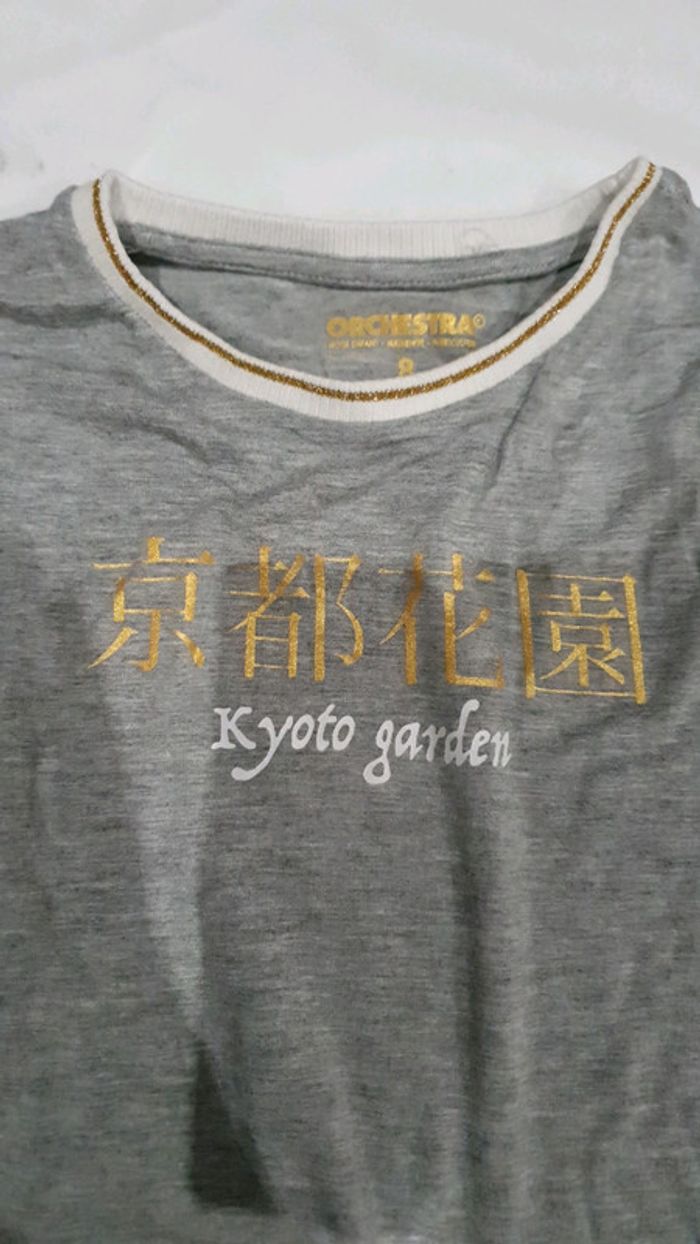 ORCHESTRA®
8
京都花園
Kyoto garden